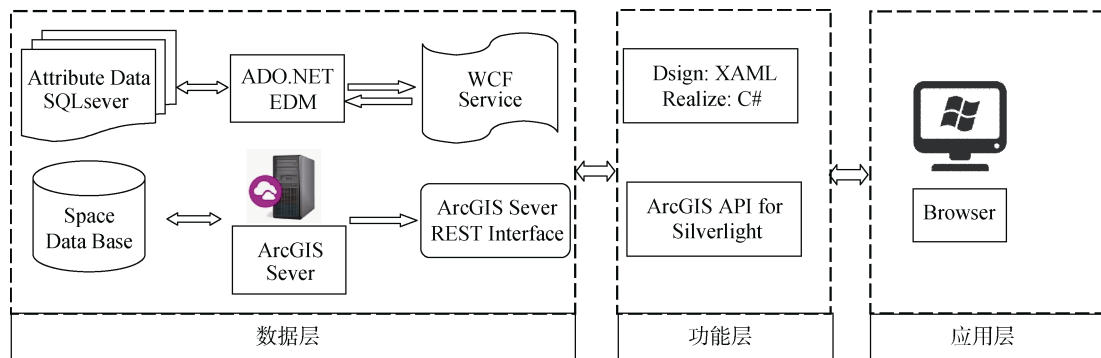 Attribute Data
SQLsever
ADO.NET
EDM
WCF
Service
Space
Data Base
ArcGIS
Sever
ArcGIS Sever
REST Interface
数据层
Dsign: XAML
Realize: C#
ArcGIS API for
Silverlight
功能层
Browser
应用层